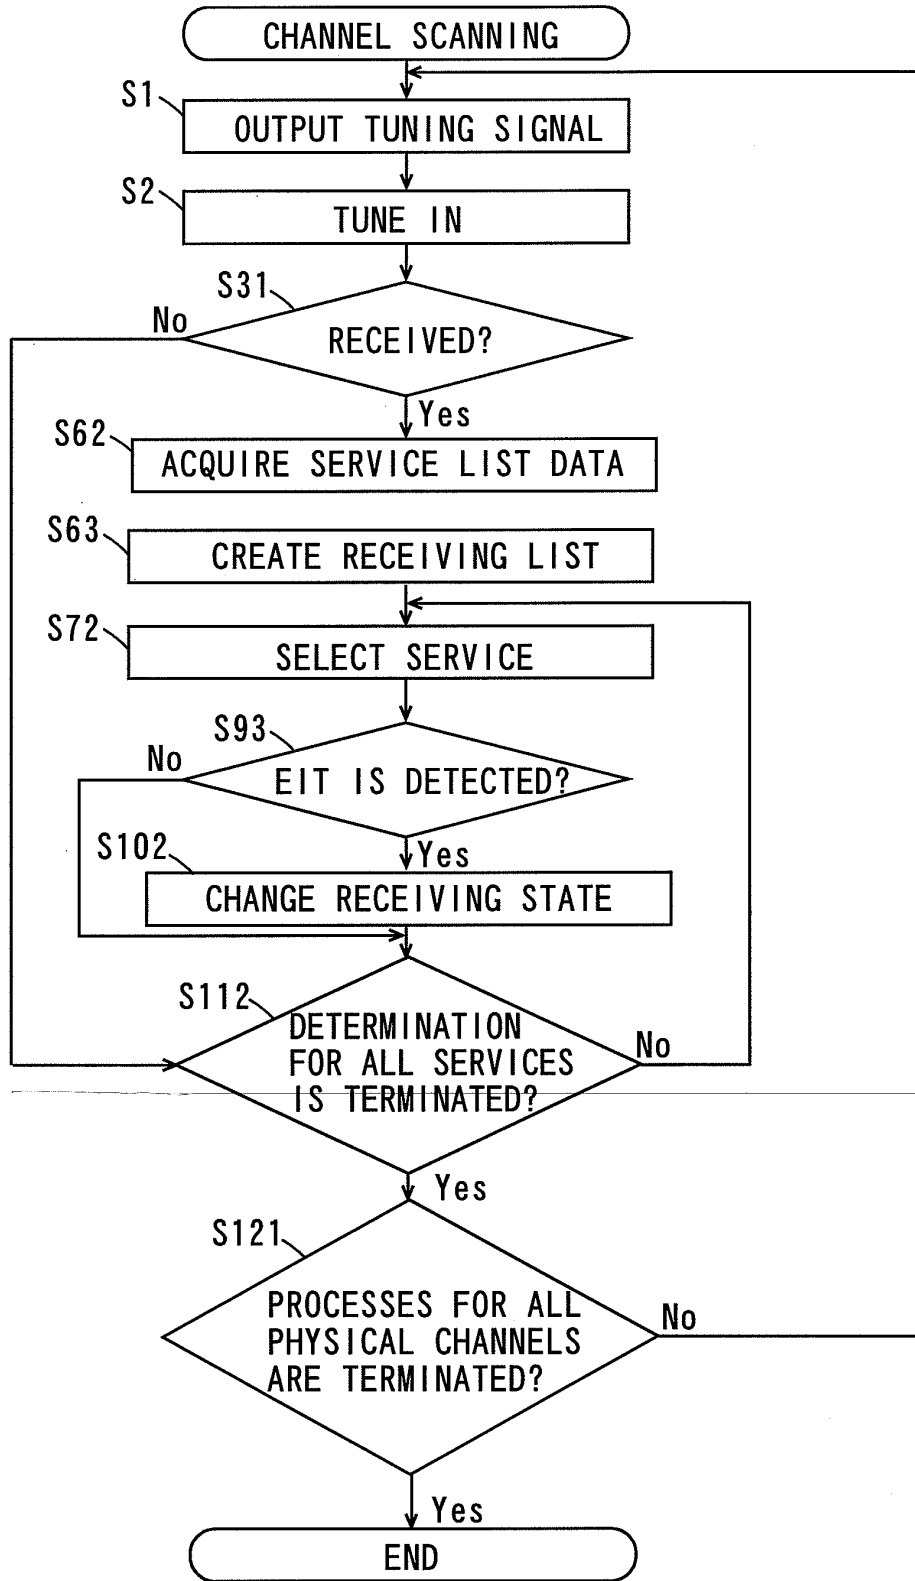 CHANNEL SCANNING
S1
OUTPUT TUNING SIGNAL
S2
TUNE IN
S31
No
RECEIVED?
Yes
S62
ACQUIRE SERVICE LIST DATA
S63
CREATE RECEIVING LIST
S72
SELECT SERVICE
S93
No
EIT IS DETECTED?
Yes
S102
CHANGE RECEIVING STATE
S112
DETERMINATION
FOR ALL SERVICES
IS TERMINATED?
No
Yes
S121
PROCESSES FOR ALL
PHYSICAL CHANNELS
ARE TERMINATED?
No
Yes
END